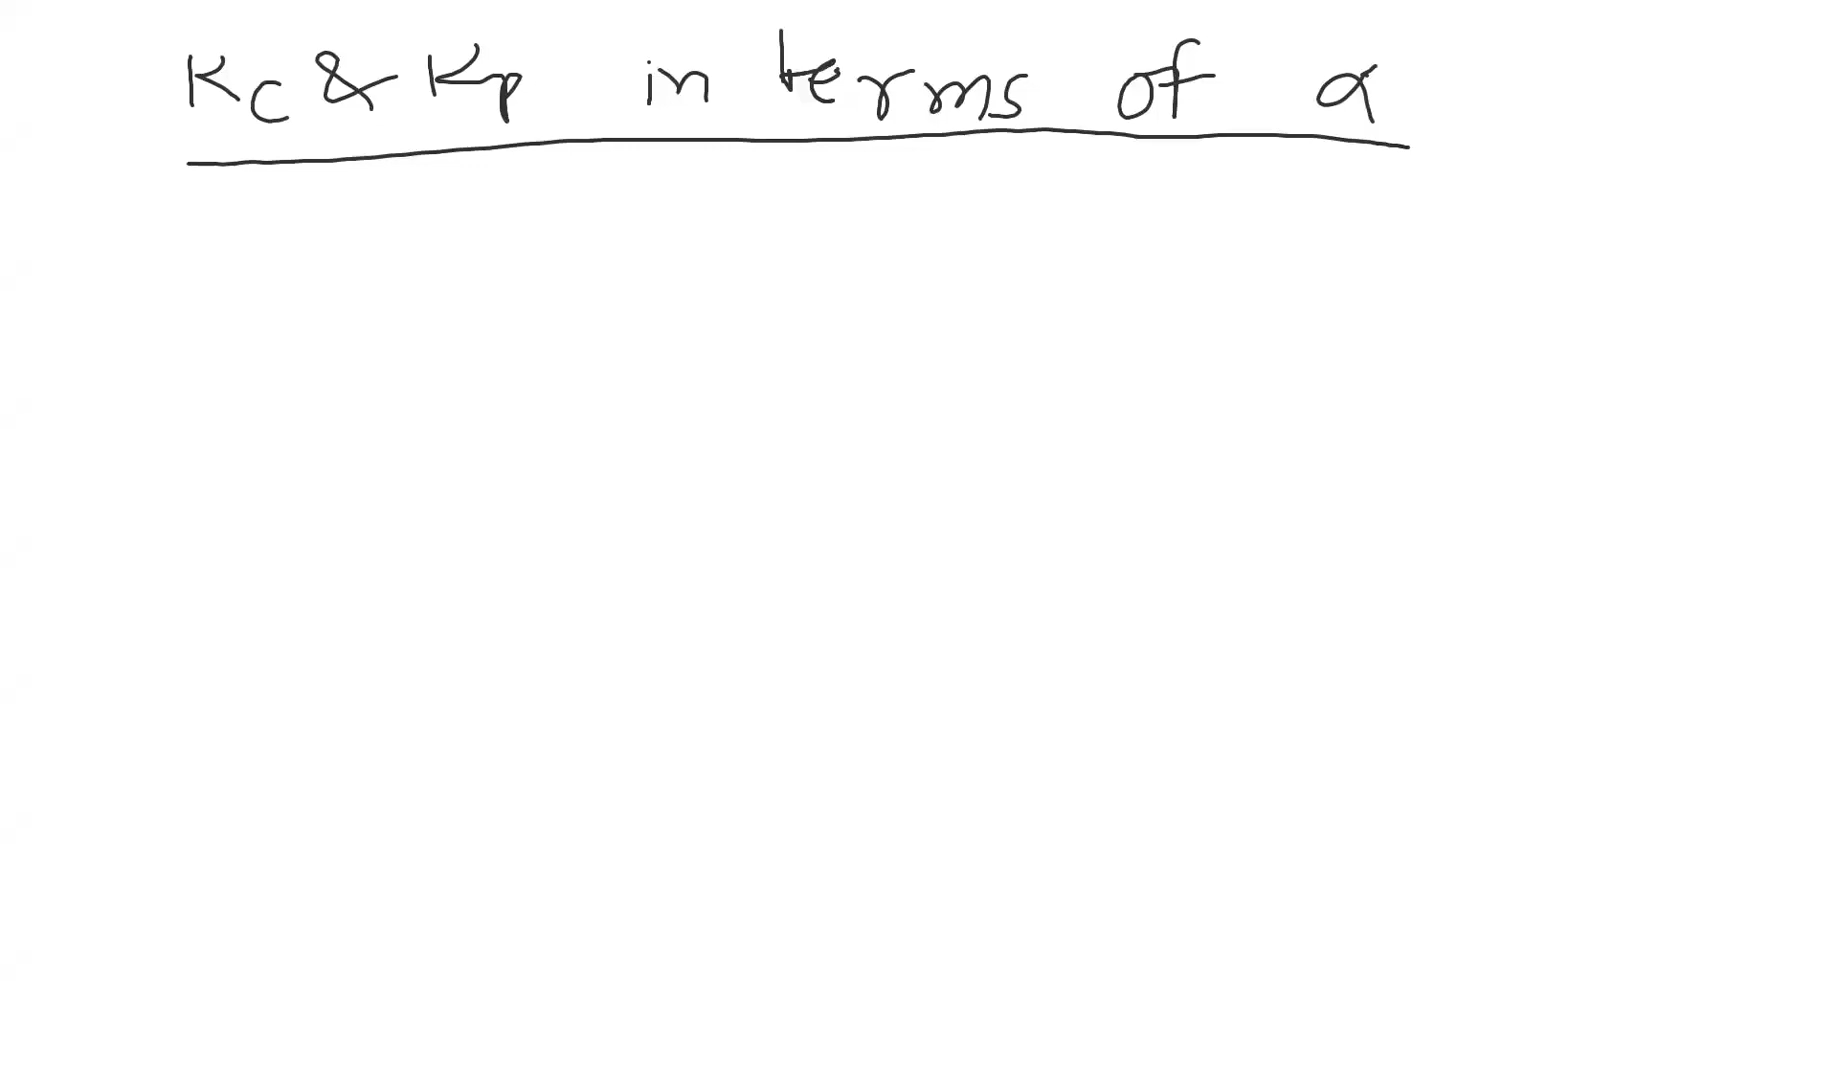 Kc & Kp in terms of α